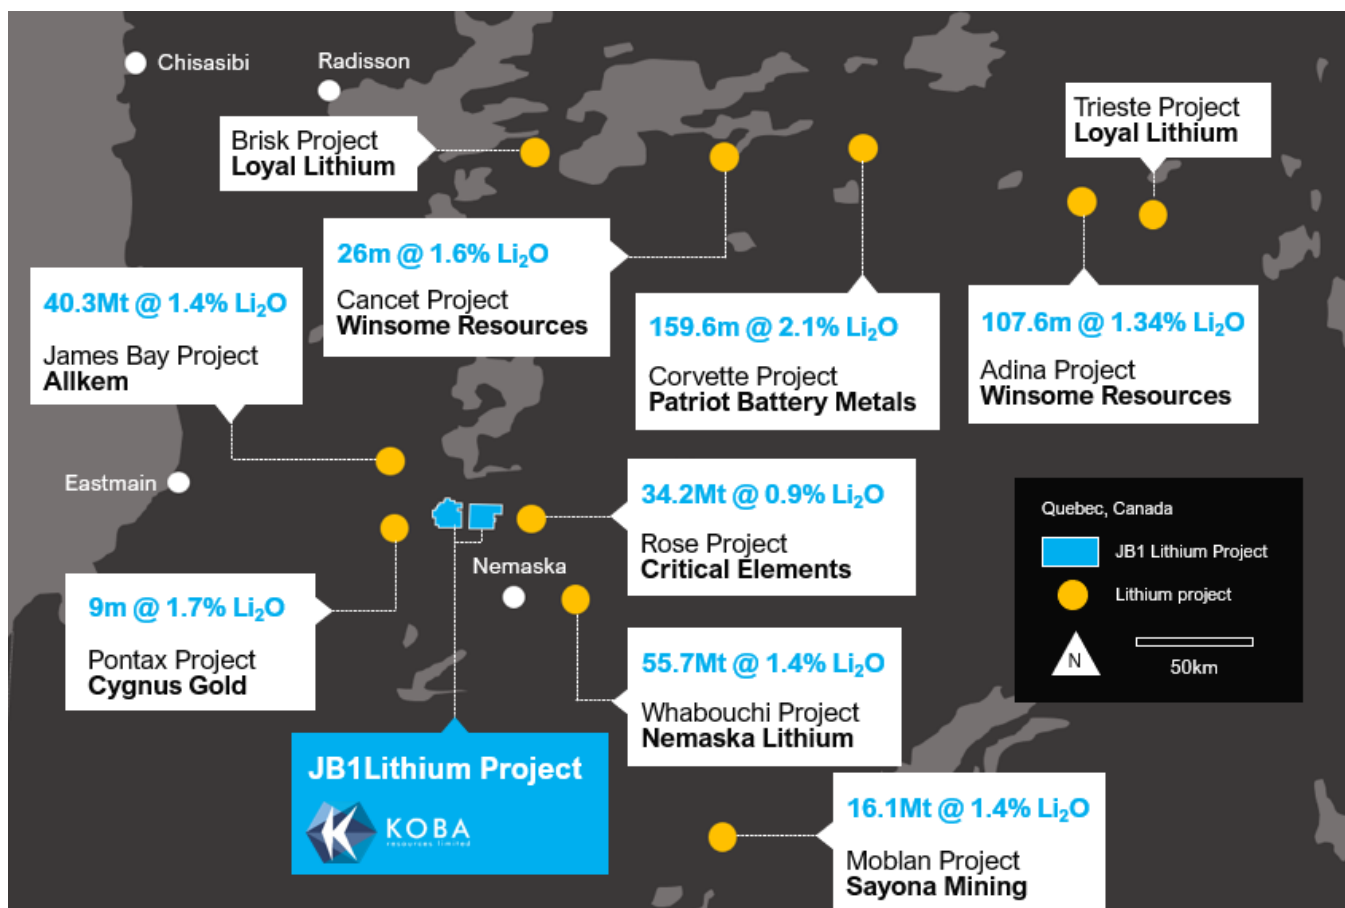 Chisasibi
Radisson
Brisk Project
Loyal Lithium
Trieste Project
Loyal Lithium
26m @ 1.6% Li₂O
Cancet Project
Winsome Resources
40.3Mt @ 1.4% Li₂O
James Bay Project
Allkem
159.6m @ 2.1% Li₂O
Corvette Project
Patriot Battery Metals
107.6m @ 1.34% Li₂O
Adina Project
Winsome Resources
Eastmain
34.2Mt @ 0.9% Li₂O
Rose Project
Critical Elements
Nemaska
9m @ 1.7% Li₂O
Pontax Project
Cygnus Gold
55.7Mt @ 1.4% Li₂O
Whabouchi Project
Nemaska Lithium
Quebec, Canada
JB1 Lithium Project
Lithium project
N
50km
JB1Lithium Project
KOBA
resources limited
16.1Mt @ 1.4% Li₂O
Moblan Project
Sayona Mining